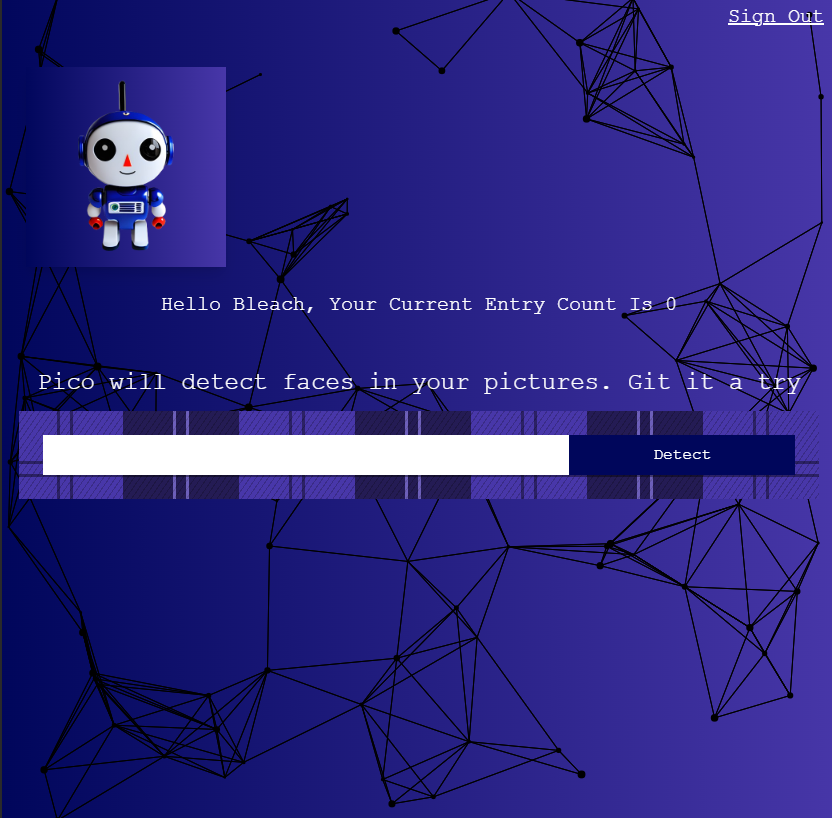 Sign Out
Hello Bleach, Your Current Entry Count Is 0
Pico will detect faces in your pictures. Git it a try
Detect